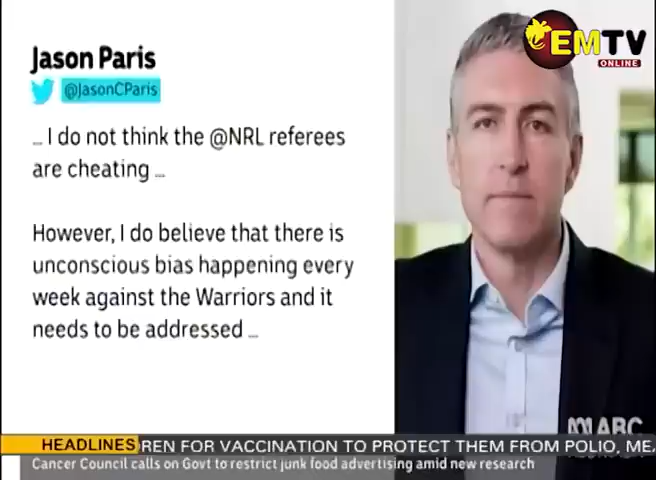 EMTV
ONLINE
Jason Paris
@JasonCParis
... I do not think the @NRL referees
are cheating ...
However, I do believe that there is
unconscious bias happening every
week against the Warriors and it
needs to be addressed ...
ABC
HEADLINES
REN FOR VACCINATION TO PROTECT THEM FROM POLIO, ME
Cancer Council calls on Govt to restrict junk food advertising amid new research